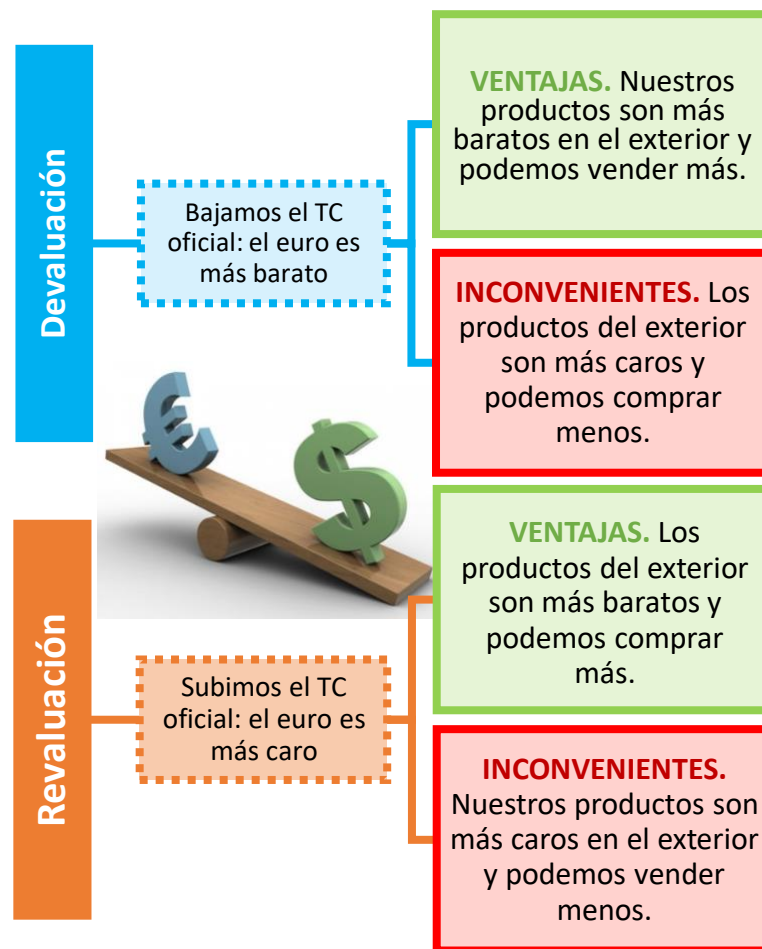 Devaluación
Bajamos el TC
oficial: el euro es
más barato
VENTAJAS. Nuestros
productos son más
baratos en el exterior y
podemos vender más.
INCONVENIENTES. Los
productos del exterior
son más caros y
podemos comprar
menos.
€
$
Revaluación
Subimos el TC
oficial: el euro es
más caro
VENTAJAS. Los
productos del exterior
son más baratos y
podemos comprar
más.
INCONVENIENTES.
Nuestros productos son
más caros en el exterior
y podemos vender
menos.